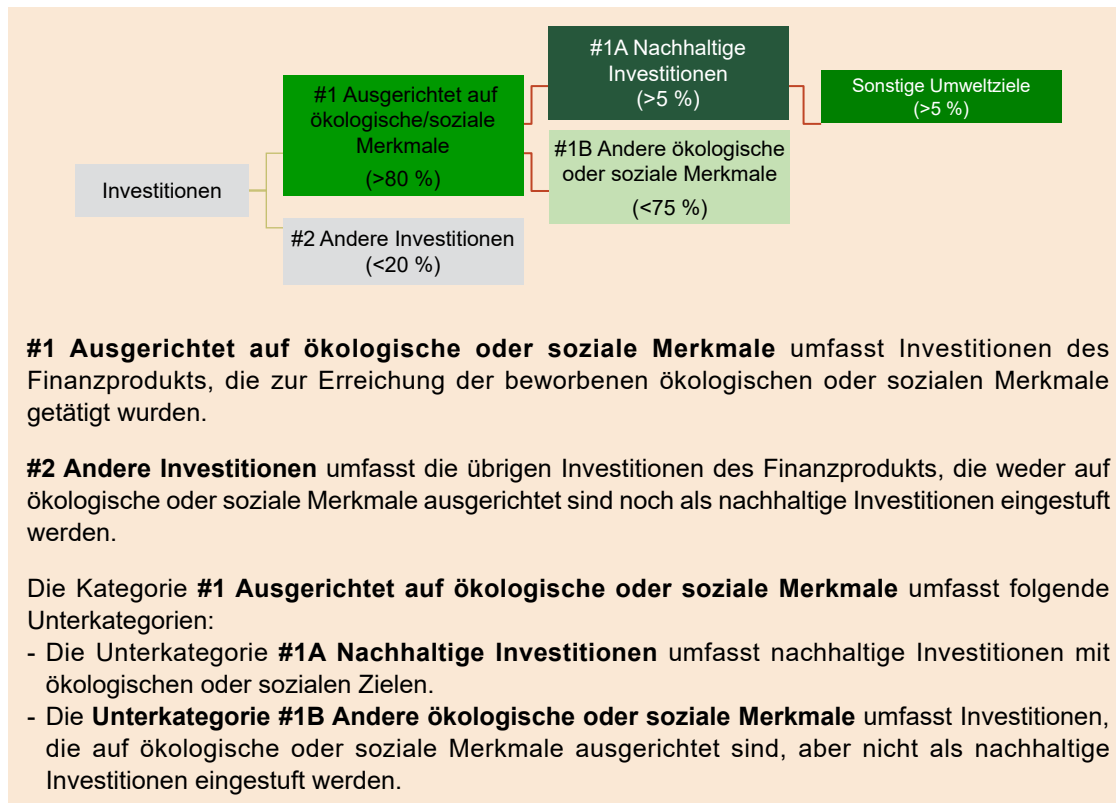 #1A Nachhaltige
Investitionen
(>5 %)
Sonstige Umweltziele
(>5 %)
#1 Ausgerichtet auf
ökologische/soziale
Merkmale
(>80 %)
#1B Andere ökologische
oder soziale Merkmale
(<75 %)
Investitionen
#2 Andere Investitionen
(<20 %)
#1 Ausgerichtet auf ökologische oder soziale Merkmale umfasst Investitionen des
Finanzprodukts, die zur Erreichung der beworbenen ökologischen oder sozialen Merkmale
getätigt wurden.
#2 Andere Investitionen umfasst die übrigen Investitionen des Finanzprodukts, die weder auf
ökologische oder soziale Merkmale ausgerichtet sind noch als nachhaltige Investitionen eingestuft
werden.
Die Kategorie #1 Ausgerichtet auf ökologische oder soziale Merkmale umfasst folgende
Unterkategorien:
- Die Unterkategorie #1A Nachhaltige Investitionen umfasst nachhaltige Investitionen mit
ökologischen oder sozialen Zielen.
- Die Unterkategorie #1B Andere ökologische oder soziale Merkmale umfasst Investitionen,
die auf ökologische oder soziale Merkmale ausgerichtet sind, aber nicht als nachhaltige
Investitionen eingestuft werden.